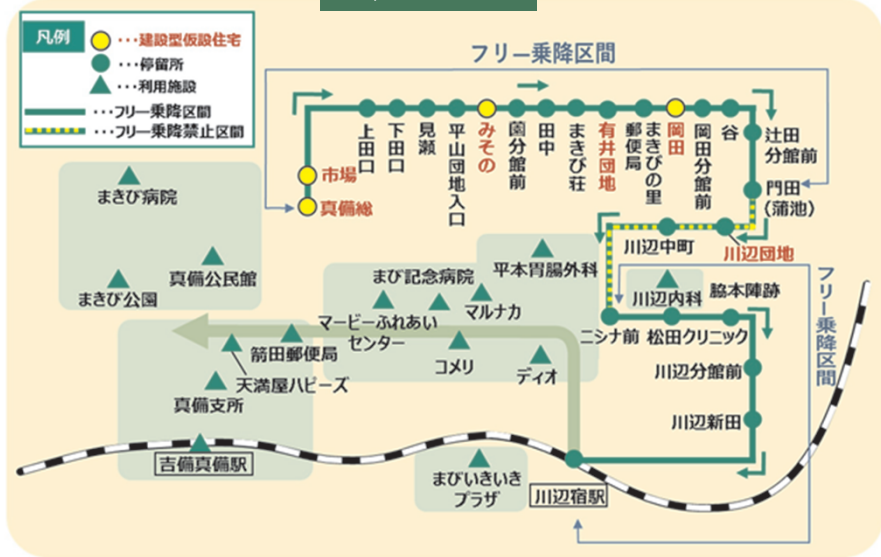 凡例
・・・建設型仮設住宅
・・・停留所
・・・利用施設
・・・フリー乗降区間
・・・フリー乗降禁止区間
フリー乗降区間
市場
真備総
上田口
下田口
見瀬
平山団地入口
みその
薗分館前
田中
まきび荘
有井団地
郵便局
まきびの里
岡田
岡田分館前
谷
辻田
分館前
門田
(蒲池)
川辺団地
川辺中町
ニシナ前
松田クリニック
脇本陣跡
川辺内科
川辺分館前
川辺新田
川辺宿駅
フリー乗降区間
まきび病院
真備公民館
まきび公園
平本胃腸外科
まび記念病院
マルナカ
マービーふれあい
センター
コメリ
ディオ
箭田郵便局
天満屋ハピーズ
真備支所
吉備真備駅
まびいきいき
プラザ